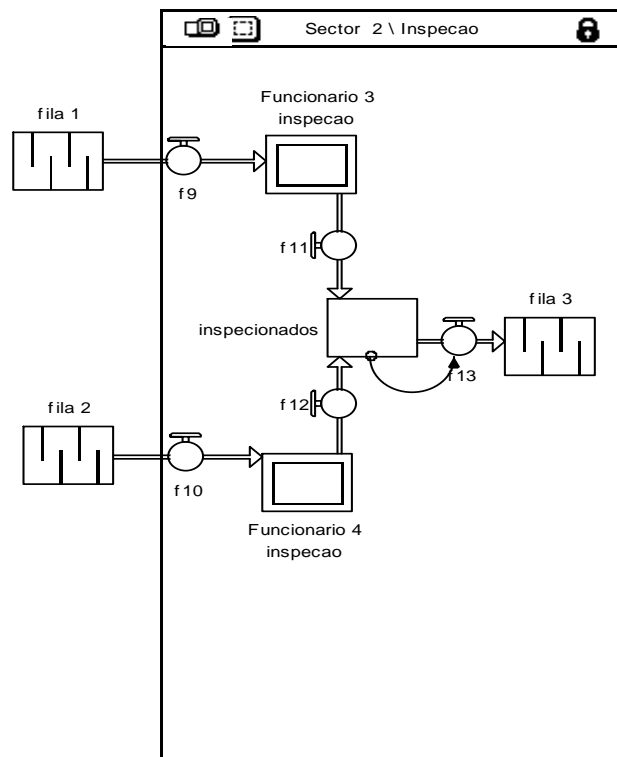 Sector 2 \ Inspecao
Funcionario 3
inspecao
fila 1
f9
f11
inspecionados
fila 3
f13
fila 2
f12
f10
Funcionario 4
inspecao